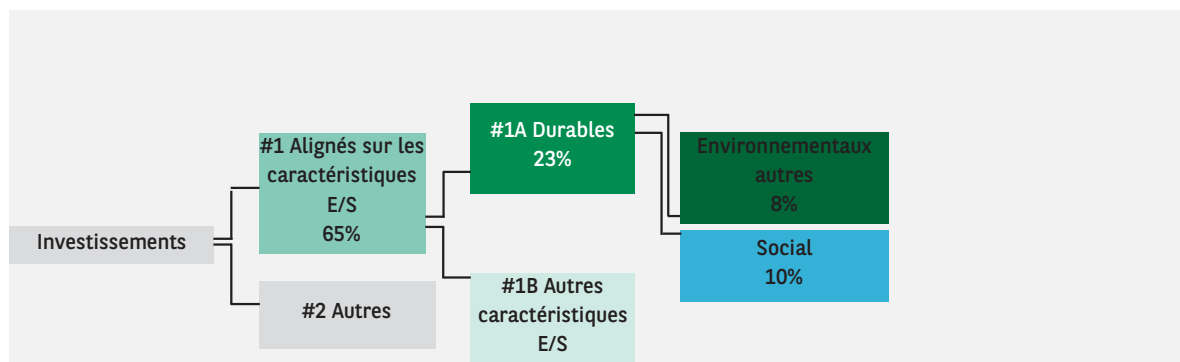 Investissements
#1 Alignés sur les
caractéristiques
E/S
65%
#2 Autres
#1A Durables
23%
#1B Autres
caractéristiques
E/S
Environnementaux
autres
8%
Social
10%